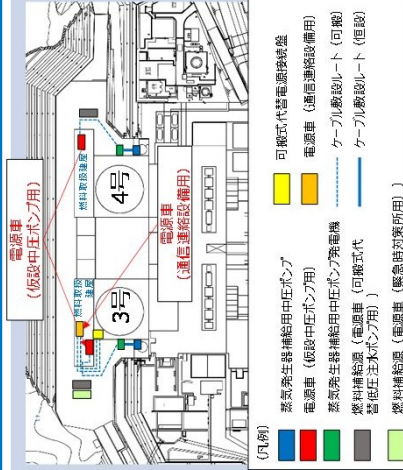 電源車
(仮設中圧ポンプ用)
燃料取扱
建屋
燃料取扱建屋
3号
4号
電源車
(通信連絡設備用)
(凡例)
蒸気発生器補給用中圧ポンプ
電源車(仮設中圧ポンプ用)
蒸気発生器補給用中圧ポンプ発電機
燃料補給源(電源車(可搬式代
替低圧注水ポンプ用))
燃料補給源(電源車(緊急時対策所用))
可搬式代替電源接続盤
電源車(通信連絡設備用)
ケーブル敷設ルート(可搬)
ケーブル敷設ルート(恒設)